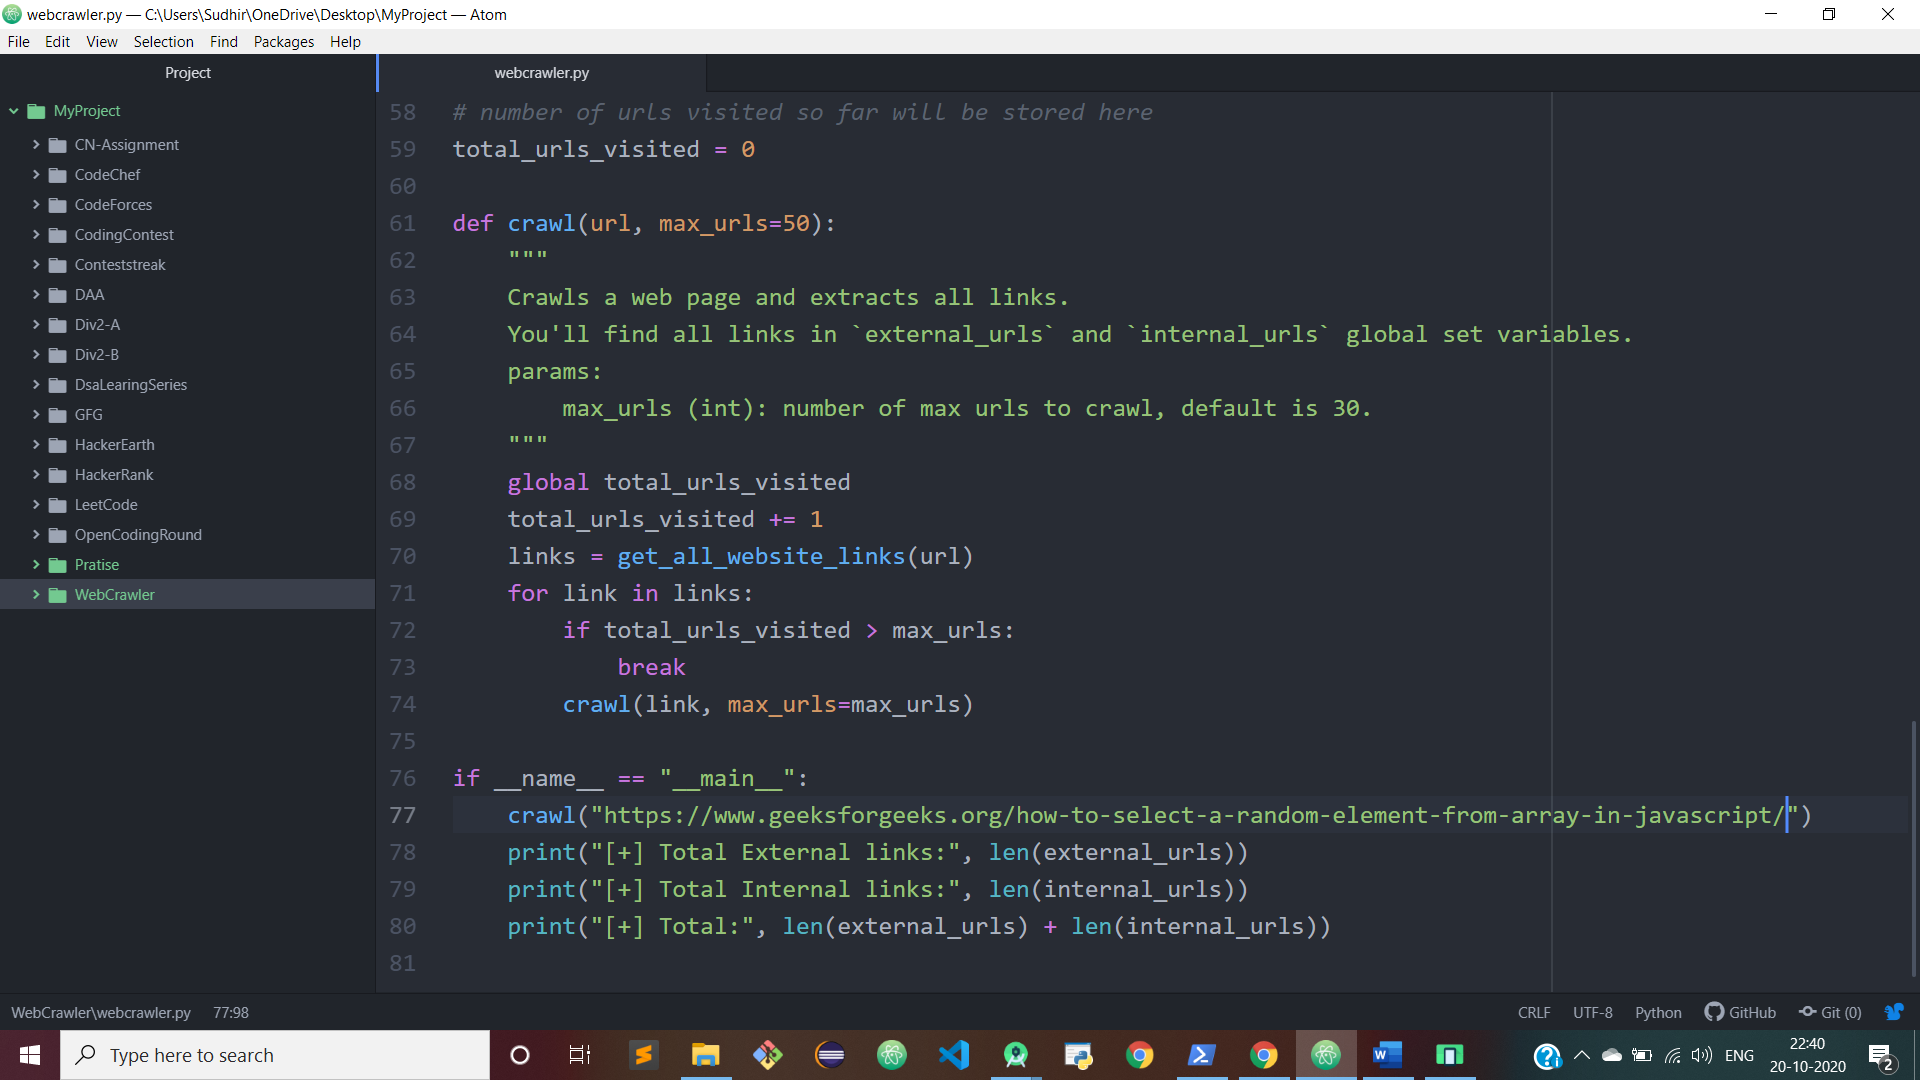 webcrawler.py — C:\Users\Sudhir\OneDrive\Desktop\MyProject — Atom
File Edit View Selection Find Packages Help
Project
MyProject
CN-Assignment
CodeChef
CodeForces
CodingContest
Conteststreak
DAA
Div2-A
Div2-B
DsaLearingSeries
GFG
HackerEarth
HackerRank
LeetCode
OpenCodingRound
Pratise
WebCrawler
webcrawler.py
58 # number of urls visited so far will be stored here
59 total_urls_visited = 0
60
61 def crawl(url, max_urls=50):
62     """
63     Crawls a web page and extracts all links.
64     You'll find all links in `external_urls` and `internal_urls` global set variables.
65     params:
66         max_urls (int): number of max urls to crawl, default is 30.
67     """
68     global total_urls_visited
69     total_urls_visited += 1
70     links = get_all_website_links(url)
71     for link in links:
72         if total_urls_visited > max_urls:
73             break
74         crawl(link, max_urls=max_urls)
75
76 if __name__ == "__main__":
77     crawl("https://www.geeksforgeeks.org/how-to-select-a-random-element-from-array-in-javascript/")
78     print("[+] Total External links:", len(external_urls))
79     print("[+] Total Internal links:", len(internal_urls))
80     print("[+] Total:", len(external_urls) + len(internal_urls))
81
WebCrawler\webcrawler.py 77:98 CRLF UTF-8 Python GitHub Git (0)
Type here to search
ENG
22:40
20-10-2020
2